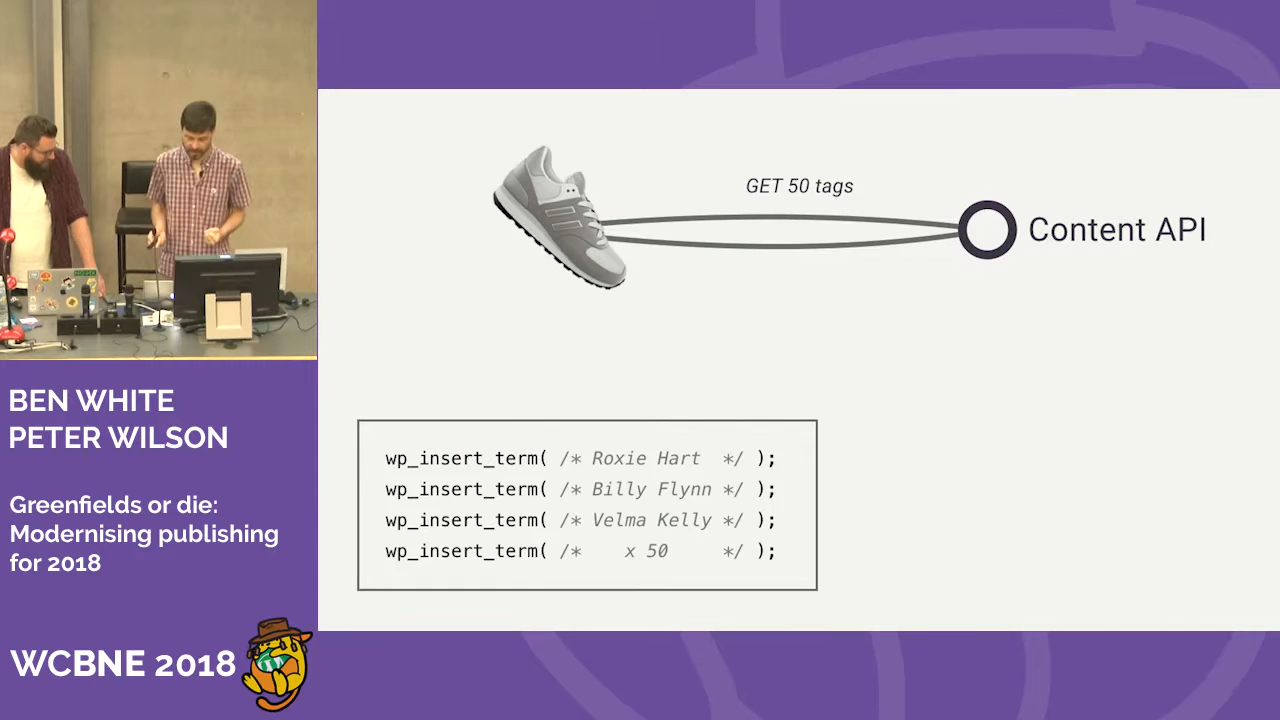 GET 50 tags
Content API
wp_insert_term( /* Roxie Hart */ );
wp_insert_term( /* Billy Flynn */ );
wp_insert_term( /* Velma Kelly */ );
wp_insert_term( /* x 50 */ );
BEN WHITE
PETER WILSON
Greenfields or die:
Modernising publishing
for 2018
WCBNE 2018